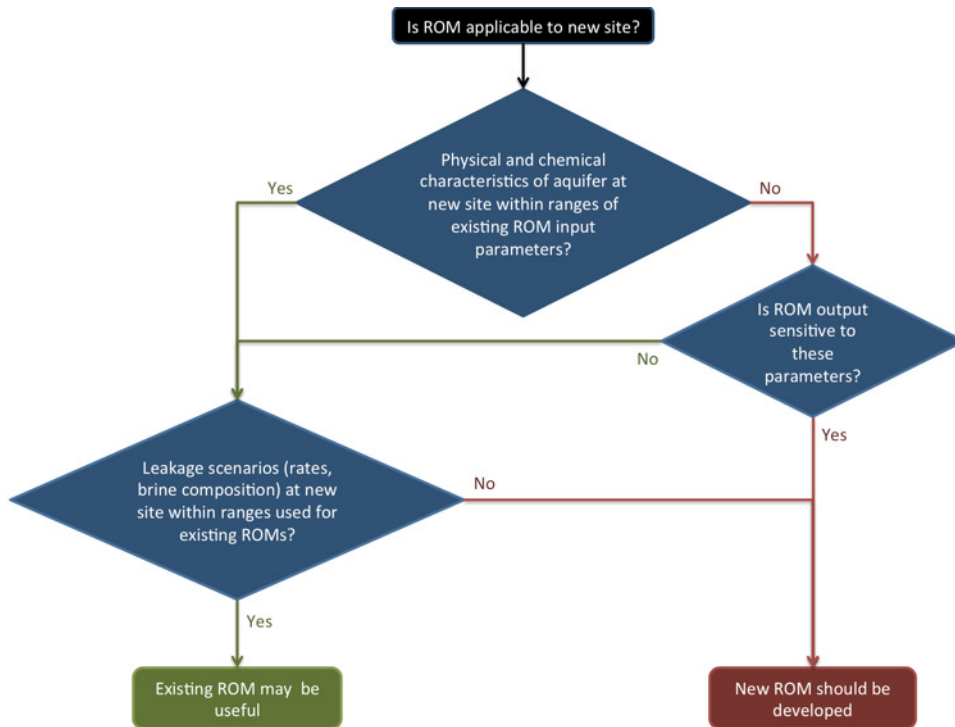 Is ROM applicable to new site?
Physical and chemical
characteristics of aquifer at
new site within ranges of
existing ROM input
parameters?
Yes
No
Is ROM output
sensitive to
these
parameters?
No
Yes
Leakage scenarios (rates,
brine composition) at new
site within ranges used for
existing ROMs?
No
Yes
Existing ROM may be
useful
New ROM should be
developed